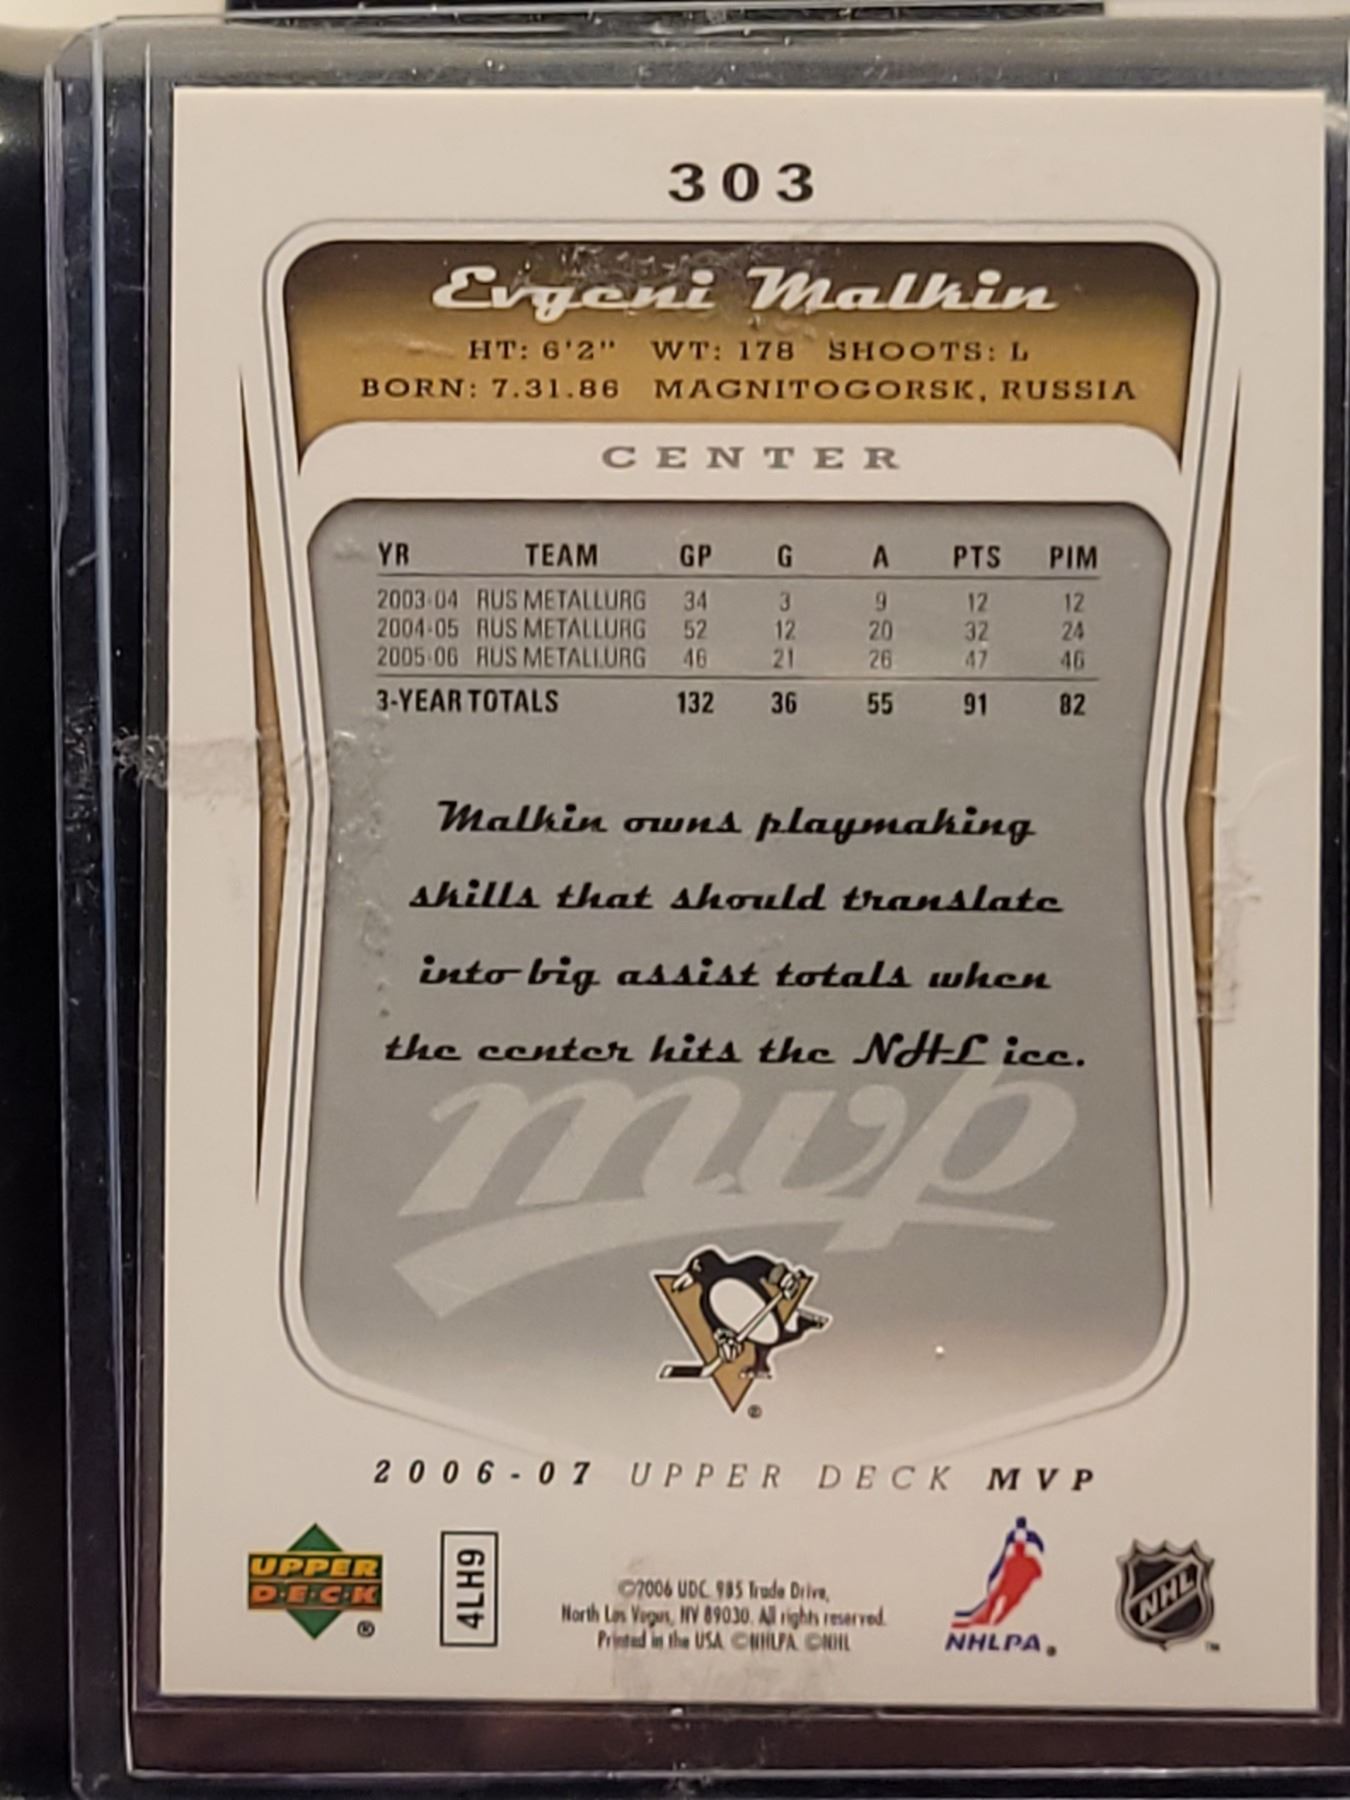 303
Evgeni Malkin
HT: 6'2" WT: 178 SHOOTS: L
BORN: 7.31.86 MAGNITOGORSK, RUSSIA
CENTER
YR TEAM GP G A PTS PIM
2003-04 RUS METALLURG 34 3 9 12 12
2004-05 RUS METALLURG 52 12 20 32 24
2005-06 RUS METALLURG 46 21 26 47 46
3-YEAR TOTALS 132 36 55 91 82
Malkin owns playmaking
skills that should translate
into big assist totals when
the center hits the NHL ice.
mvp
®
2006-07 UPPER DECK MVP
UPPER
D·E·C·K
®
4LH9
©2006 UDC. 985 Trade Drive,
North Las Vegas, NV 89030. All rights reserved.
Printed in the USA ©NHLPA. ©NHL
NHLPA®
NHL
™